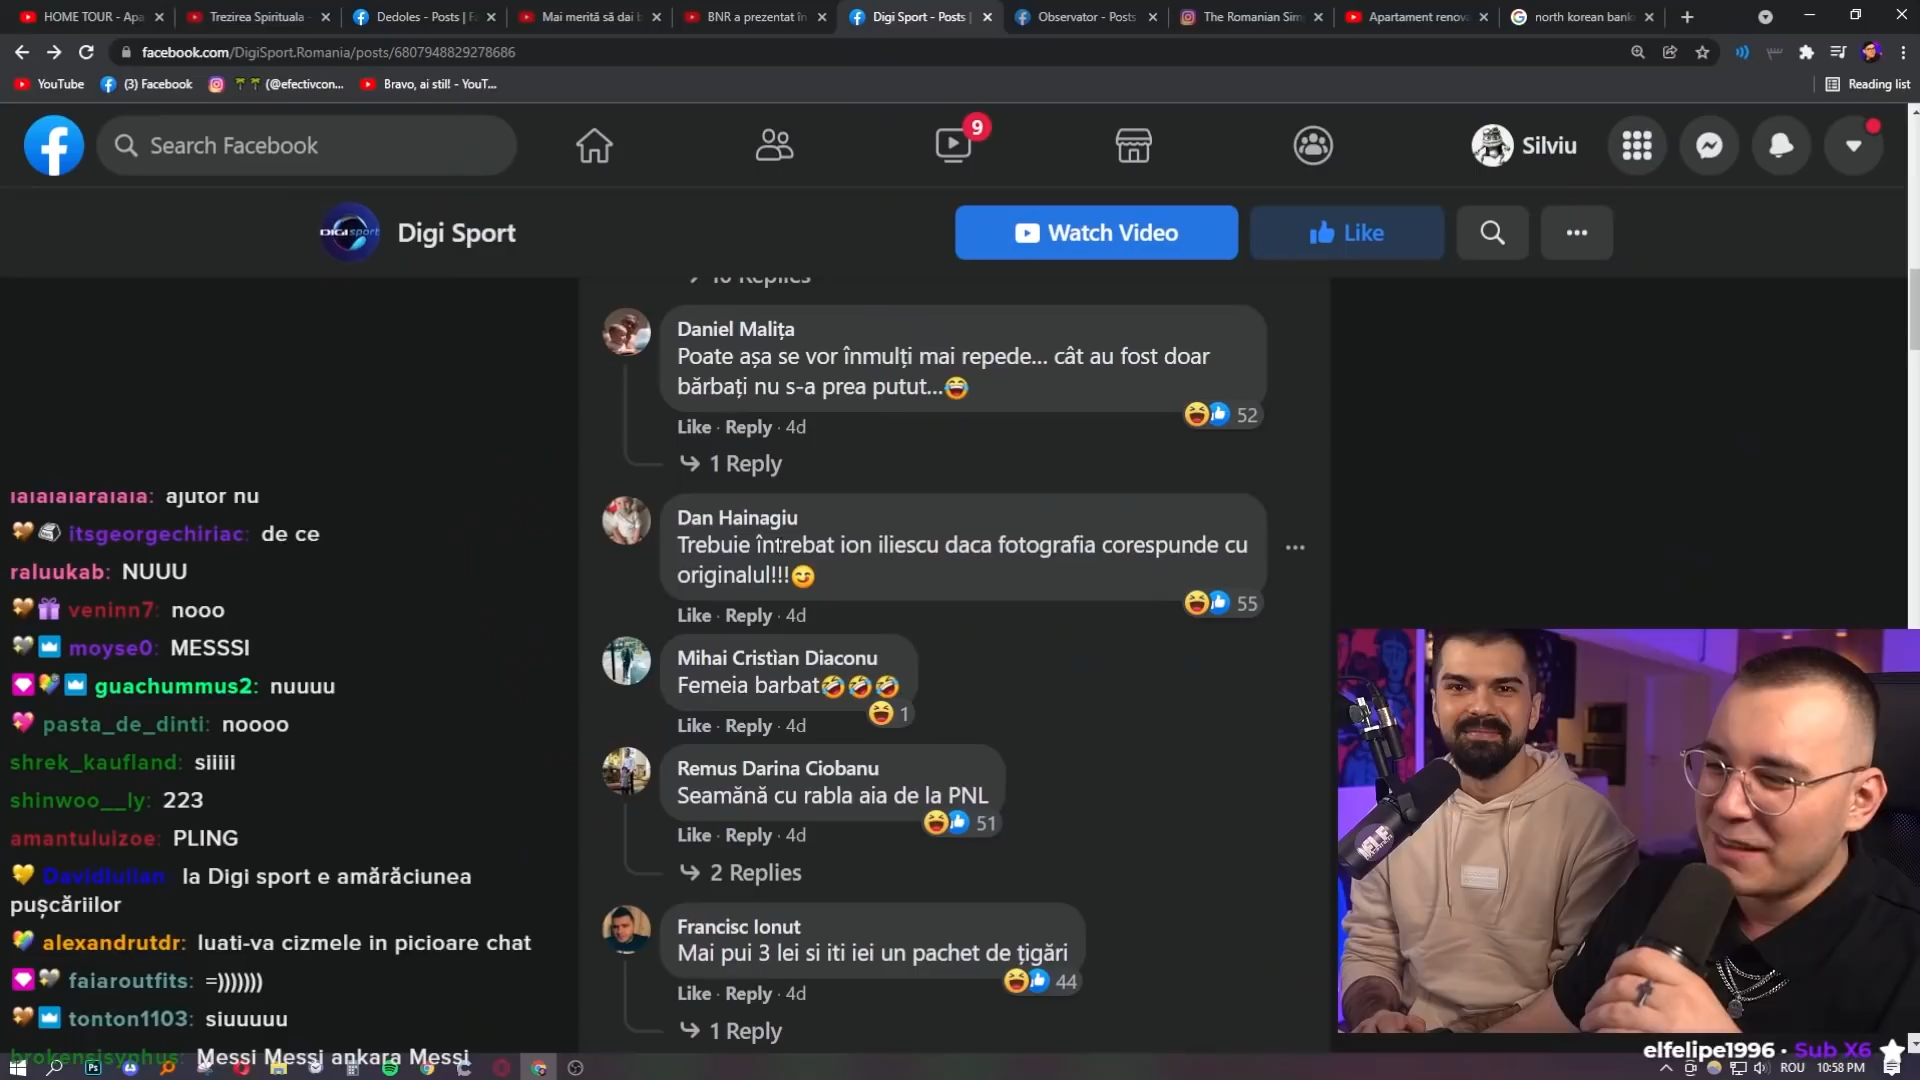 HOME TOUR - Apa
Trezirea Spirituala -
Dedoles - Posts | F
Mai merită să dai b
BNR a prezentat în
Digi Sport - Posts |
Observator - Posts
The Romanian Sim
Apartament renova
north korean bank
facebook.com/DigiSport.Romania/posts/6807948829278686
YouTube
(3) Facebook
(@efectivcon...
Bravo, ai stil! - YouT...
Reading list
Search Facebook
9
Silviu
DIGI sport
Digi Sport
Watch Video
Like
Daniel Malița
Poate așa se vor înmulți mai repede... cât au fost doar
bărbați nu s-a prea putut...😂
52
Like · Reply · 4d
1 Reply
Dan Hainagiu
Trebuie întrebat ion iliescu daca fotografia corespunde cu
originalul!!!😊
55
Like · Reply · 4d
Mihai Cristìan Diaconu
Femeia barbat🤣🤣🤣
1
Like · Reply · 4d
Remus Darina Ciobanu
Seamănă cu rabla aia de la PNL
51
Like · Reply · 4d
2 Replies
Francisc Ionut
Mai pui 3 lei si iti iei un pachet de țigări
44
Like · Reply · 4d
1 Reply
ajutor nu
itsgeorgechiriac: de ce
raluukab: NUUU
veninn7: nooo
moyse0: MESSSI
guachummus2: nuuuu
pasta_de_dinti: noooo
shrek_kaufland: siiiii
shinwoo__ly: 223
amantuluizoe: PLING
DavidIulian la Digi sport e amărăciunea
pușcăriilor
alexandrutdr: luati-va cizmele in picioare chat
faiaroutfits: =)))))))
tonton1103: siuuuuu
brokensisyphus: Messi Messi ankara Messi
elfelipe1996 · Sub X6
ROU 10:58 PM